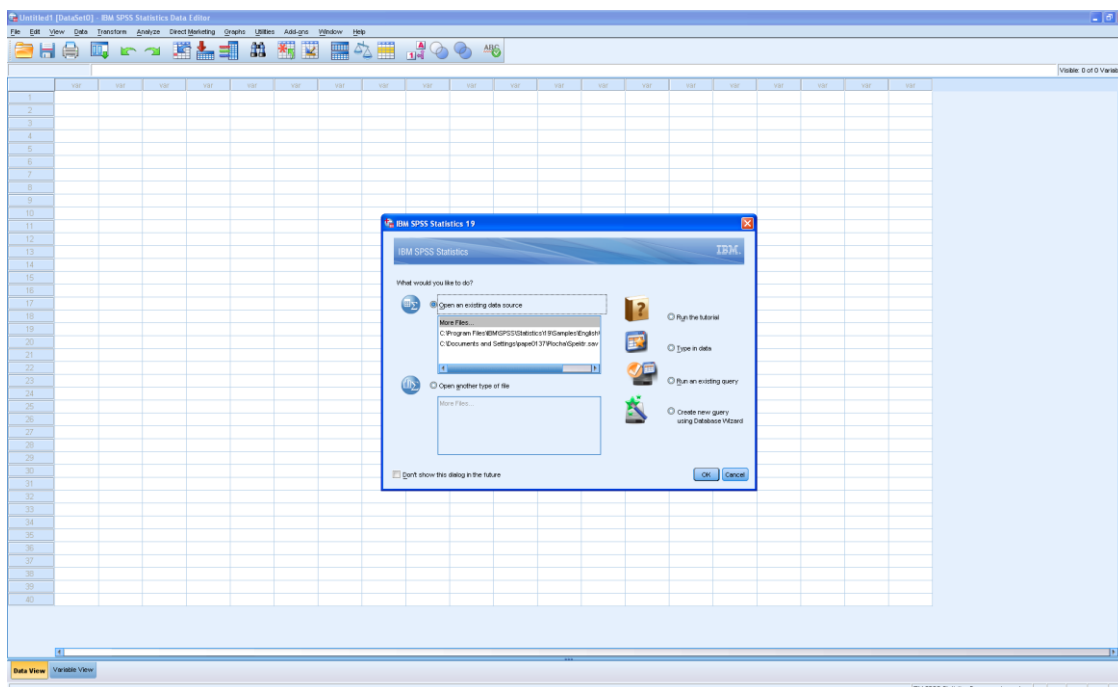 Untitled1 [DataSet0] - IBM SPSS Statistics Data Editor
File Edit View Data Transform Analyze Direct Marketing Graphs Utilities Add-ons Window Help
Visible: 0 of 0 Variab
var var var var var var var var var var var var var var var var var var var var
1
2
3
4
5
6
7
8
9
10
11
12
13
14
15
16
17
18
19
20
21
22
23
24
25
26
27
28
29
30
31
32
33
34
35
36
37
38
39
40
IBM SPSS Statistics 19
IBM SPSS Statistics IBM.
What would you like to do?
Open an existing data source
More Files...
C:\Program Files\IBM\SPSS\Statistics\19\Samples\English\
C:\Documents and Settings\pape0137\Plocha\Spektr.sav
Open another type of file
More Files...
Run the tutorial
Type in data
Run an existing query
Create new query
using Database Wizard
Don't show this dialog in the future
OK Cancel
Data View Variable View